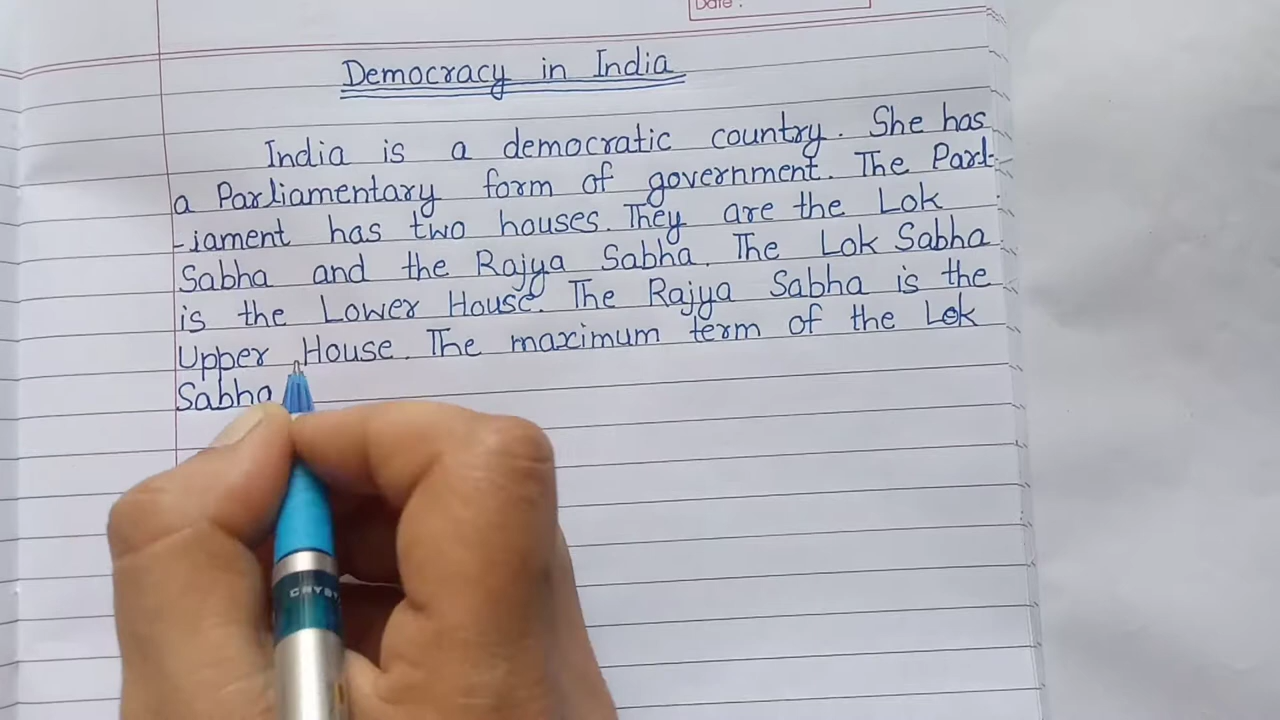 Date :
Democracy in India
India is a democratic country. She has
a Parliamentary form of government. The Parl-
-iament has two houses. They are the Lok
Sabha and the Rajya Sabha. The Lok Sabha
is the Lower House. The Rajya Sabha is the
Upper House. The maximum term of the Lok
Sabha